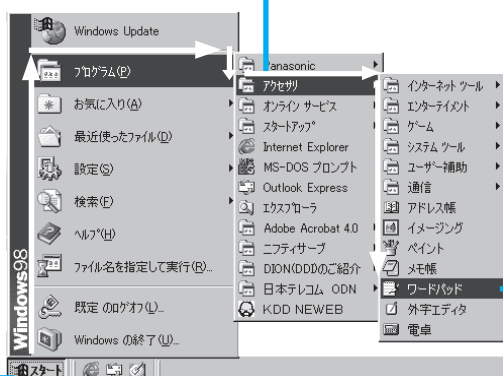 Windows Update
プログラム(P)
お気に入り(A)
最近使ったファイル(D)
設定(S)
検索(F)
ヘルプ(H)
ファイル名を指定して実行(R)...
既定 のログオフ(L)...
Windows の終了(U)...
Windows98
スタート
Panasonic
アクセサリ
オンライン サービス
スタートアップ
Internet Explorer
MS-DOS プロンプト
Outlook Express
エクスプローラ
Adobe Acrobat 4.0
ニフティサーブ
DION(DDI)のご紹介
日本テレコム ODN
KDD NEWEB
インターネット ツール
エンターテイメント
ゲーム
システム ツール
ユーザー補助
通信
アドレス帳
イメージング
ペイント
メモ帳
ワードパッド
外字エディタ
電卓